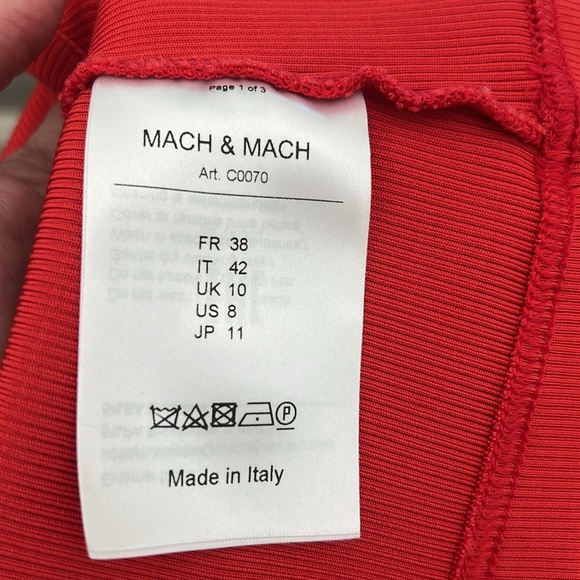 Page 1 of 3
MACH & MACH
Art. C0070
FR 38
IT 42
UK 10
US 8
JP 11
P
Made in Italy